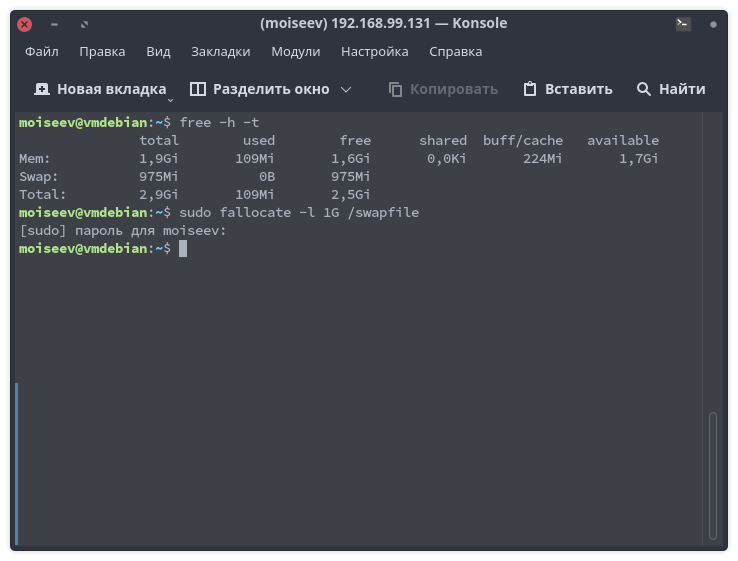 (moiseev) 192.168.99.131 — Konsole
Файл Правка Вид Закладки Модули Настройка Справка
Новая вкладка Разделить окно Копировать Вставить Найти
moiseev@vmdebian:~$ free -h -t
total used free shared buff/cache available
Mem: 1,9Gi 109Mi 1,6Gi 0,0Ki 224Mi 1,7Gi
Swap: 975Mi 0B 975Mi
Total: 2,9Gi 109Mi 2,5Gi
moiseev@vmdebian:~$ sudo fallocate -l 1G /swapfile
[sudo] пароль для moiseev:
moiseev@vmdebian:~$